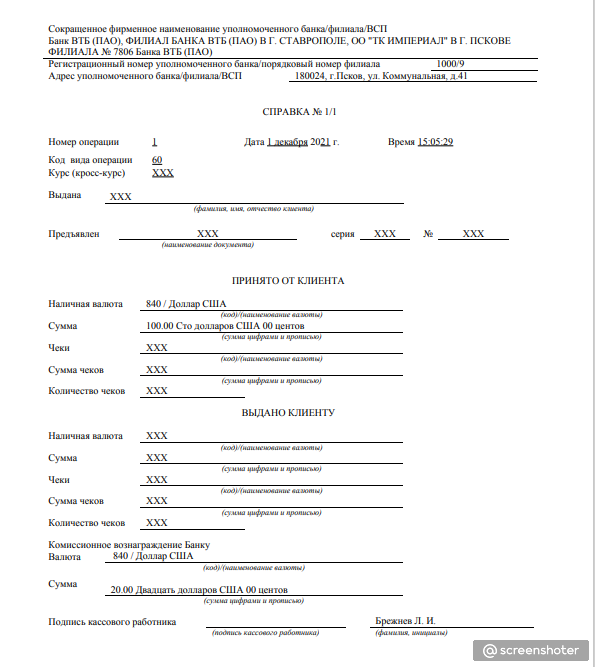 Сокращенное фирменное наименование уполномоченного банка/филиала/ВСП
Банк ВТБ (ПАО), ФИЛИАЛ БАНКА ВТБ (ПАО) В Г. СТАВРОПОЛЕ, ОО "ТК ИМПЕРИАЛ" В Г. ПСКОВЕ
ФИЛИАЛА № 7806 Банка ВТБ (ПАО)
Регистрационный номер уполномоченного банка/порядковый номер филиала 1000/9
Адрес уполномоченного банка/филиала/ВСП 180024, г.Псков, ул. Коммунальная, д.41
СПРАВКА № 1/1
Номер операции 1 Дата 1 декабря 2021 г. Время 15:05:29
Код вида операции 60
Курс (кросс-курс) XXX
Выдана XXX
(фамилия, имя, отчество клиента)
Предъявлен XXX серия XXX № XXX
(наименование документа)
ПРИНЯТО ОТ КЛИЕНТА
Наличная валюта 840 / Доллар США
(код)/(наименование валюты)
Сумма 100.00 Сто долларов США 00 центов
(сумма цифрами и прописью)
Чеки XXX
(код)/(наименование валюты)
Сумма чеков XXX
(сумма цифрами и прописью)
Количество чеков XXX
ВЫДАНО КЛИЕНТУ
Наличная валюта XXX
(код)/(наименование валюты)
Сумма XXX
(сумма цифрами и прописью)
Чеки XXX
(код)/(наименование валюты)
Сумма чеков XXX
(сумма цифрами и прописью)
Количество чеков XXX
Комиссионное вознаграждение Банку
Валюта 840 / Доллар США
(код)/(наименование валюты)
Сумма 20.00 Двадцать долларов США 00 центов
(сумма цифрами и прописью)
Подпись кассового работника Брежнев Л. И.
(подпись кассового работника) (фамилия, инициалы)
@ screenshoter